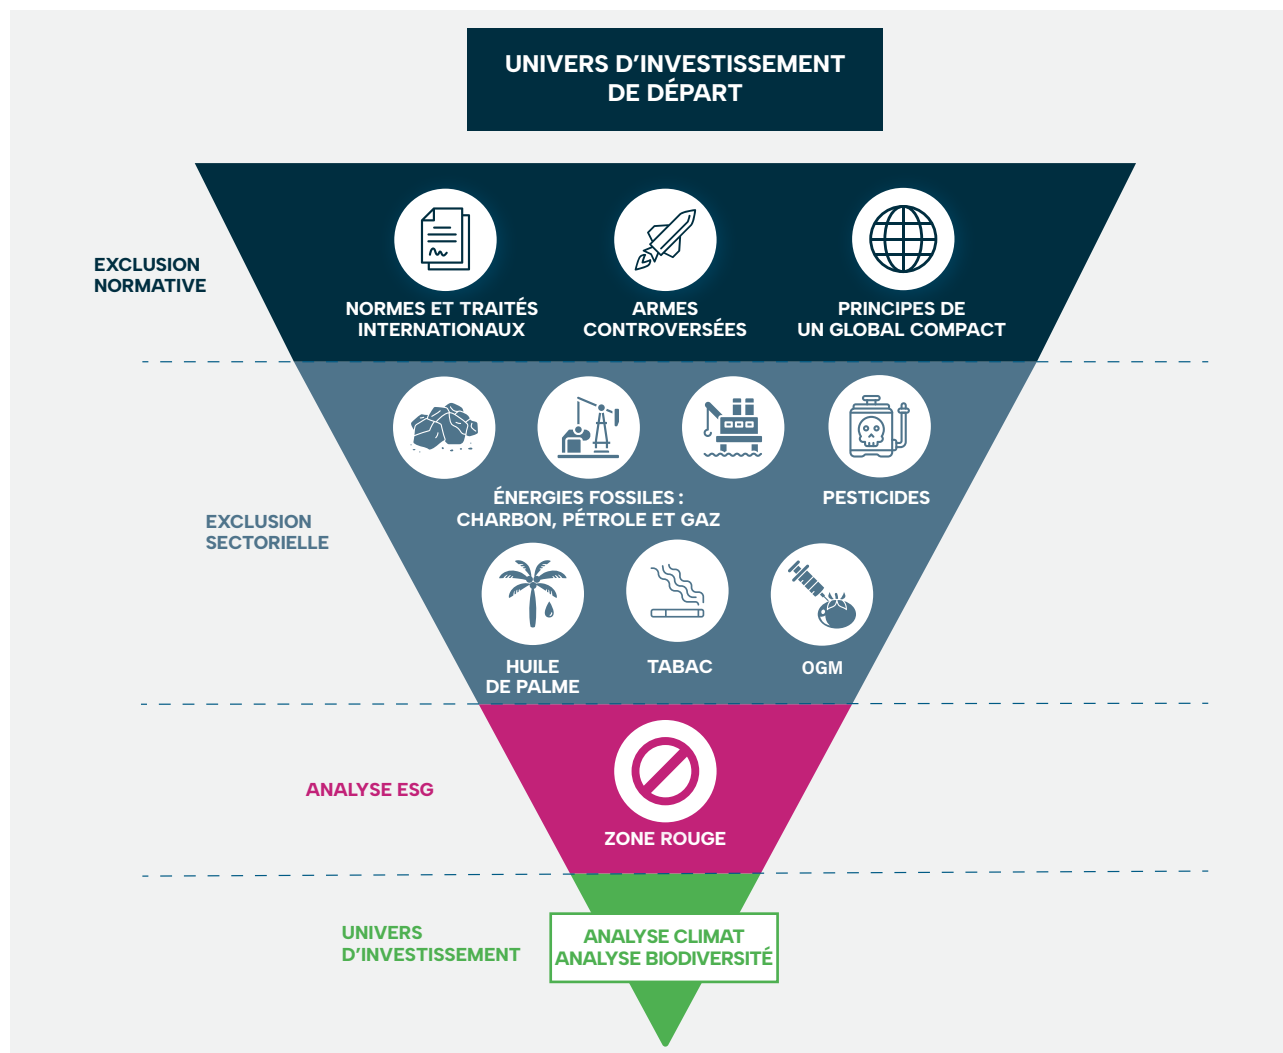 UNIVERS D’INVESTISSEMENT
DE DÉPART
EXCLUSION
NORMATIVE
NORMES ET TRAITÉS
INTERNATIONAUX
ARMES
CONTROVERSÉES
PRINCIPES DE
UN GLOBAL COMPACT
EXCLUSION
SECTORIELLE
ÉNERGIES FOSSILES :
CHARBON, PÉTROLE ET GAZ
PESTICIDES
HUILE
DE PALME
TABAC
OGM
ANALYSE ESG
ZONE ROUGE
UNIVERS
D’INVESTISSEMENT
ANALYSE CLIMAT
ANALYSE BIODIVERSITÉ